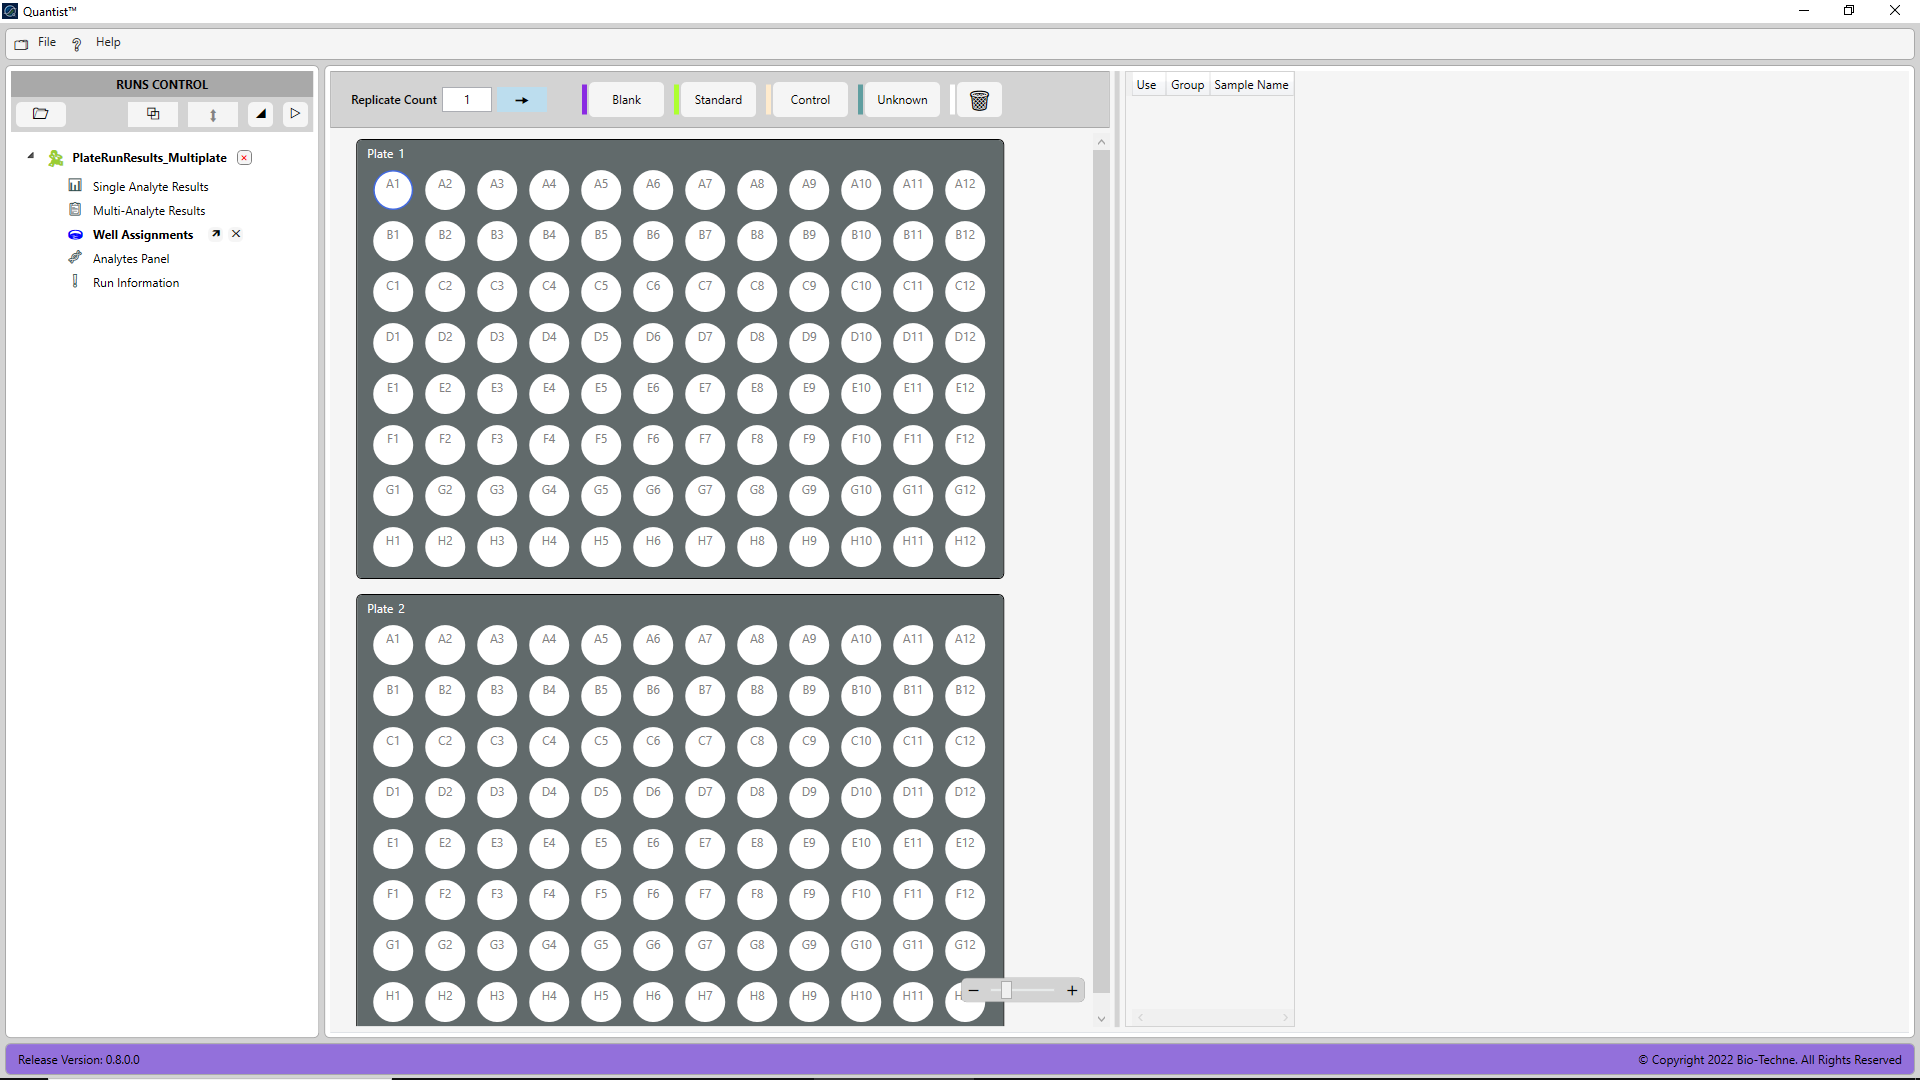 Quantist™
File ? Help
RUNS CONTROL
PlateRunResults_Multiplate
Single Analyte Results
Multi-Analyte Results
Well Assignments
Analytes Panel
Run Information
Replicate Count 1 Blank Standard Control Unknown
Plate 1
A1 A2 A3 A4 A5 A6 A7 A8 A9 A10 A11 A12
B1 B2 B3 B4 B5 B6 B7 B8 B9 B10 B11 B12
C1 C2 C3 C4 C5 C6 C7 C8 C9 C10 C11 C12
D1 D2 D3 D4 D5 D6 D7 D8 D9 D10 D11 D12
E1 E2 E3 E4 E5 E6 E7 E8 E9 E10 E11 E12
F1 F2 F3 F4 F5 F6 F7 F8 F9 F10 F11 F12
G1 G2 G3 G4 G5 G6 G7 G8 G9 G10 G11 G12
H1 H2 H3 H4 H5 H6 H7 H8 H9 H10 H11 H12
Plate 2
A1 A2 A3 A4 A5 A6 A7 A8 A9 A10 A11 A12
B1 B2 B3 B4 B5 B6 B7 B8 B9 B10 B11 B12
C1 C2 C3 C4 C5 C6 C7 C8 C9 C10 C11 C12
D1 D2 D3 D4 D5 D6 D7 D8 D9 D10 D11 D12
E1 E2 E3 E4 E5 E6 E7 E8 E9 E10 E11 E12
F1 F2 F3 F4 F5 F6 F7 F8 F9 F10 F11 F12
G1 G2 G3 G4 G5 G6 G7 G8 G9 G10 G11 G12
H1 H2 H3 H4 H5 H6 H7 H8 H9 H10 H11
Use Group Sample Name
Release Version: 0.8.0.0
© Copyright 2022 Bio-Techne. All Rights Reserved